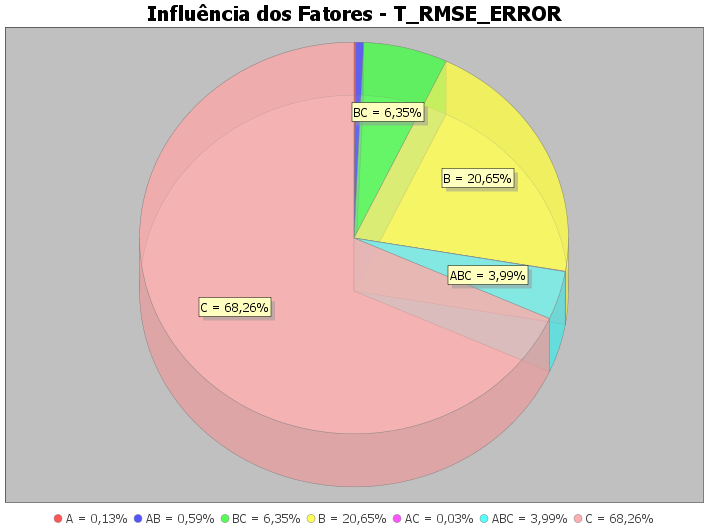 Influência dos Fatores - T_RMSE_ERROR
BC = 6,35%
B = 20,65%
ABC = 3,99%
C = 68,26%
A = 0,13% AB = 0,59% BC = 6,35% B = 20,65% AC = 0,03% ABC = 3,99% C = 68,26%